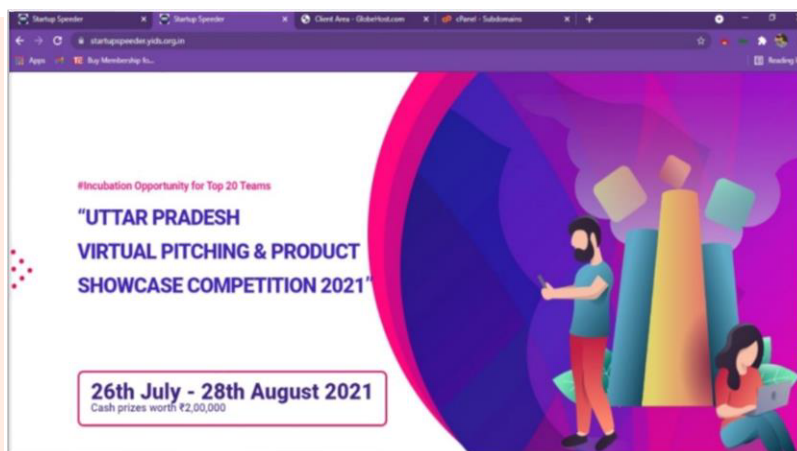 Startup Speeder
Startup Speeder
Client Area - GlobeHost.com
cPanel - Subdomains
startupspeeder.yids.org.in
Apps
Buy Membership fo...
Reading
#Incubation Opportunity for Top 20 Teams
“UTTAR PRADESH
VIRTUAL PITCHING & PRODUCT
SHOWCASE COMPETITION 2021”
26th July - 28th August 2021
Cash prizes worth ₹2,00,000